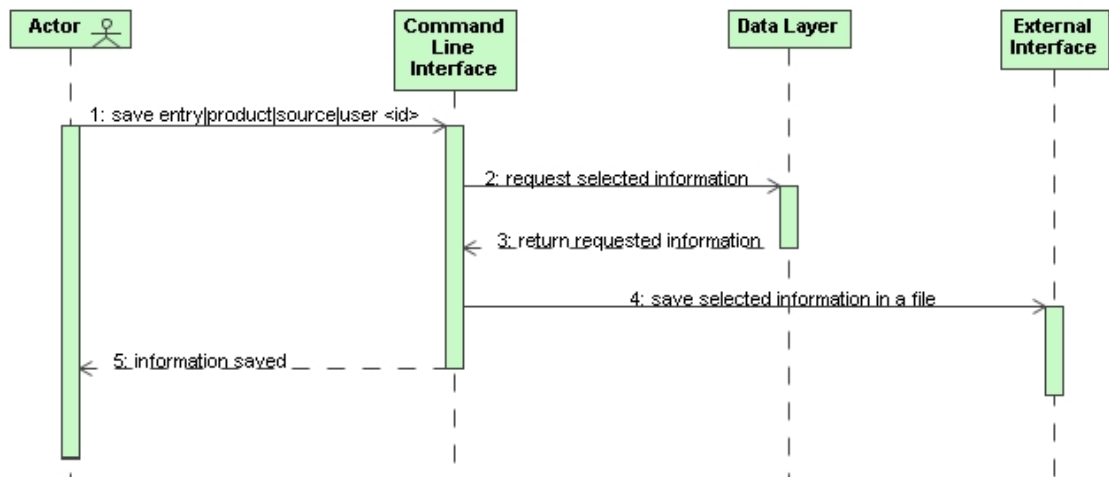 Actor
Command
Line
Interface
Data Layer
External
Interface
1: save entry|product|source|user <id>
2: request selected information
3: return requested information
4: save selected information in a file
5: information saved